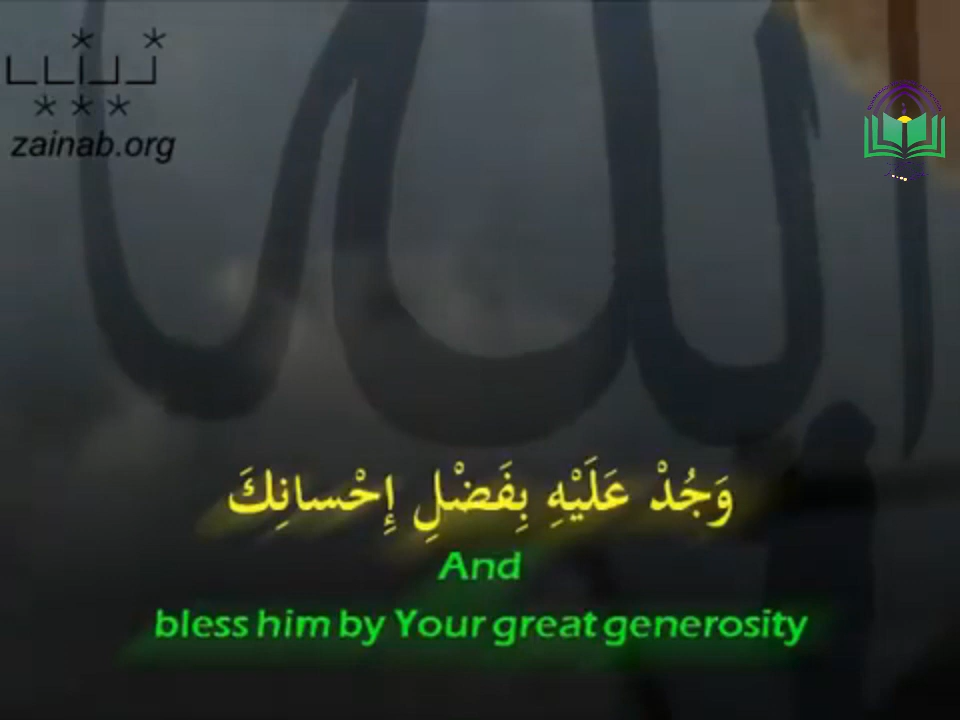 zainab.org
وَجُدْ عَلَيْهِ بِفَضْلِ إِحْسانِكَ
And
bless him by Your great generosity